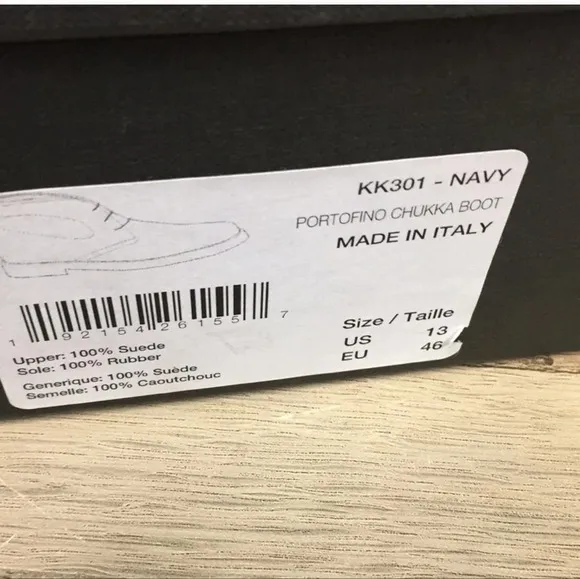 KK301 - NAVY
PORTOFINO CHUKKA BOOT
MADE IN ITALY
1 92154 26155 7
Size / Taille
US 13
EU 46
Upper: 100% Suede
Sole: 100% Rubber
Generique: 100% Suède
Semelle: 100% Caoutchouc